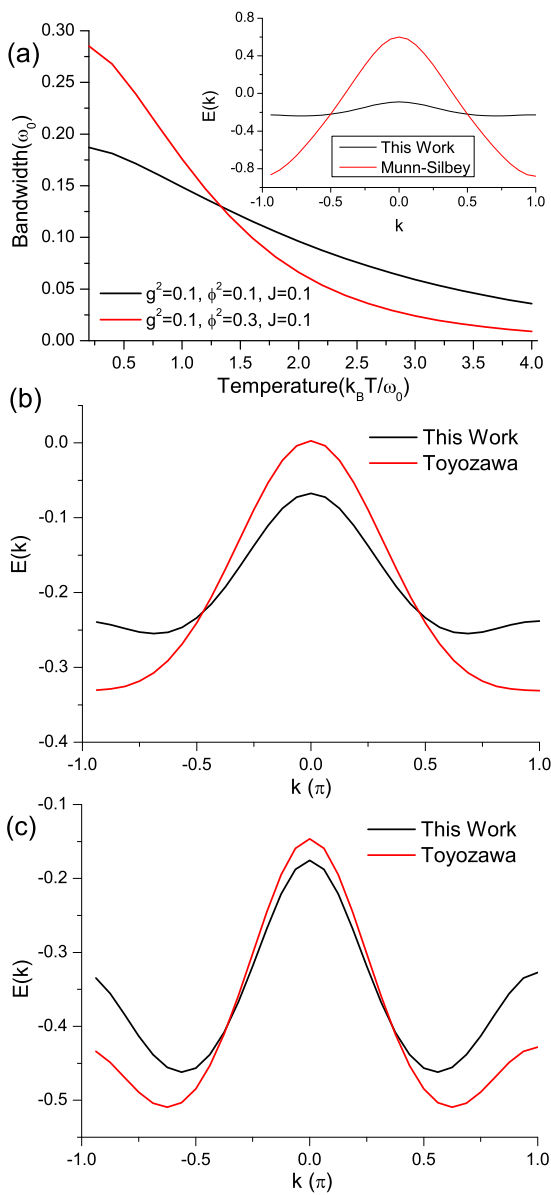 (a)
Bandwidth(ω₀)
0.30
0.25
0.20
0.15
0.10
0.05
0.00
0.5 1.0 1.5 2.0 2.5 3.0 3.5 4.0
Temperature(k_BT/ω₀)
g²=0.1, ϕ²=0.1, J=0.1
g²=0.1, ϕ²=0.3, J=0.1
E(k)
0.6
0.4
0.0
-0.4
-0.8
-1.0 -0.5 0.0 0.5 1.0
k
This Work
Munn-Silbey
(b)
E(k)
0.0
-0.1
-0.2
-0.3
-0.4
-1.0 -0.5 0.0 0.5 1.0
k (π)
This Work
Toyozawa
(c)
E(k)
-0.1
-0.2
-0.3
-0.4
-0.5
-1.0 -0.5 0.0 0.5 1.0
k (π)
This Work
Toyozawa